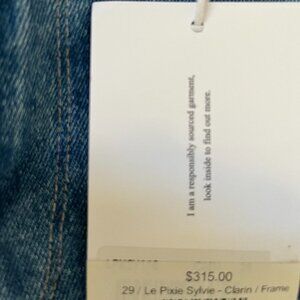 I am a responsibly sourced garment,
look inside to find out more.
$315.00
29 / Le Pixie Sylvie - Clarin / Frame